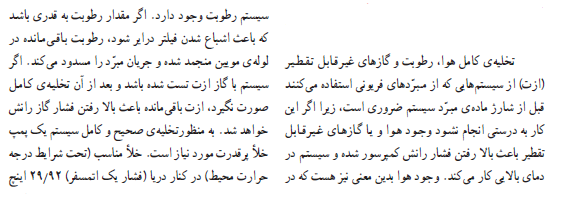 تخلیه‌ی کامل هوا، رطوبت و گازهای غیرقابل تقطیر
(ازت) از سیستم‌هایی که از مبرّدهای فریونی استفاده می‌کنند
قبل از شارژ ماده‌ی مبرّد سیستم ضروری است، زیرا اگر این
کار به درستی انجام نشود وجود هوا و یا گازهای غیرقابل
تقطیر باعث بالا رفتن فشار رانش کمپرسور شده و سیستم در
دمای بالایی کار می‌کند. وجود هوا بدین معنی نیز هست که در
سیستم رطوبت وجود دارد. اگر مقدار رطوبت به قدری باشد
که باعث اشباع شدن فیلتر درایر شود، رطوبت باقی‌مانده در
لوله‌ی مویین منجمد شده و جریان مبرّد را مسدود می‌کند. اگر
سیستم با گاز ازت تست شده باشد و بعد از آن تخلیه‌ی کامل
صورت نگیرد، ازت باقی‌مانده باعث بالا رفتن فشار گاز رانش
خواهد شد. به منظورتخلیه‌ی صحیح و کامل سیستم یک پمپ
خلأ پرقدرت مورد نیاز است. خلأ مناسب (تحت شرایط درجه
حرارت محیط) در کنار دریا (فشار یک اتمسفر) ۲۹/۹۲ اینچ